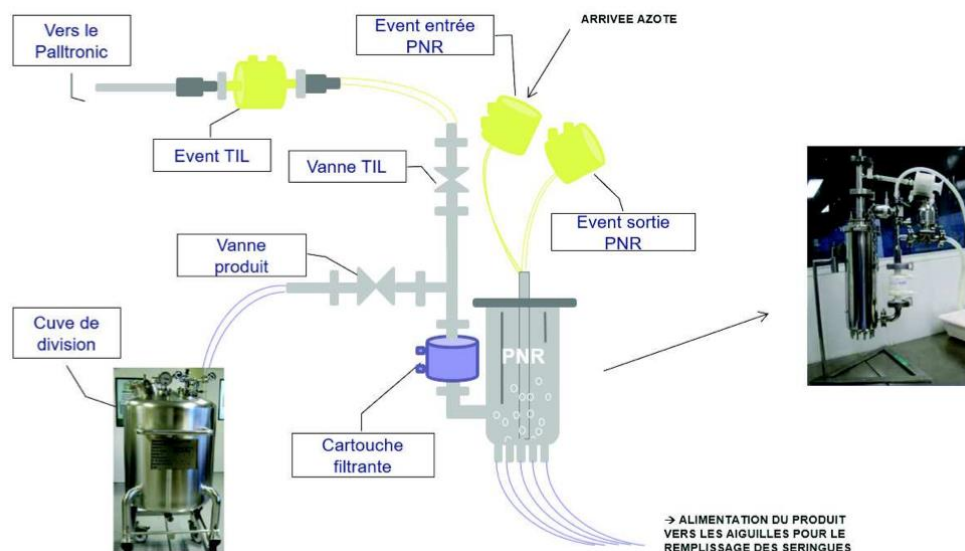 Vers le
Palltronic
Event TIL
Vanne TIL
Event entrée
PNR
ARRIVEE AZOTE
Event sortie
PNR
Vanne
produit
Cuve de
division
PNR
Cartouche
filtrante
→ ALIMENTATION DU PRODUIT
VERS LES AIGUILLES POUR LE
REMPLISSAGE DES SERINGUES